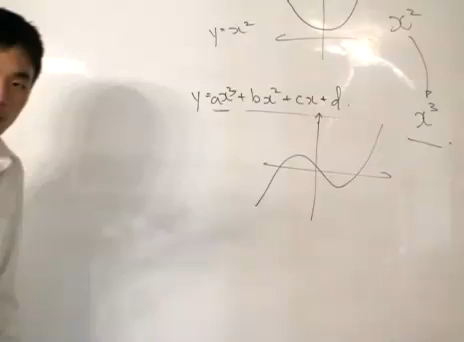 y=x²
x²
y=ax³+bx²+cx+d.
x³